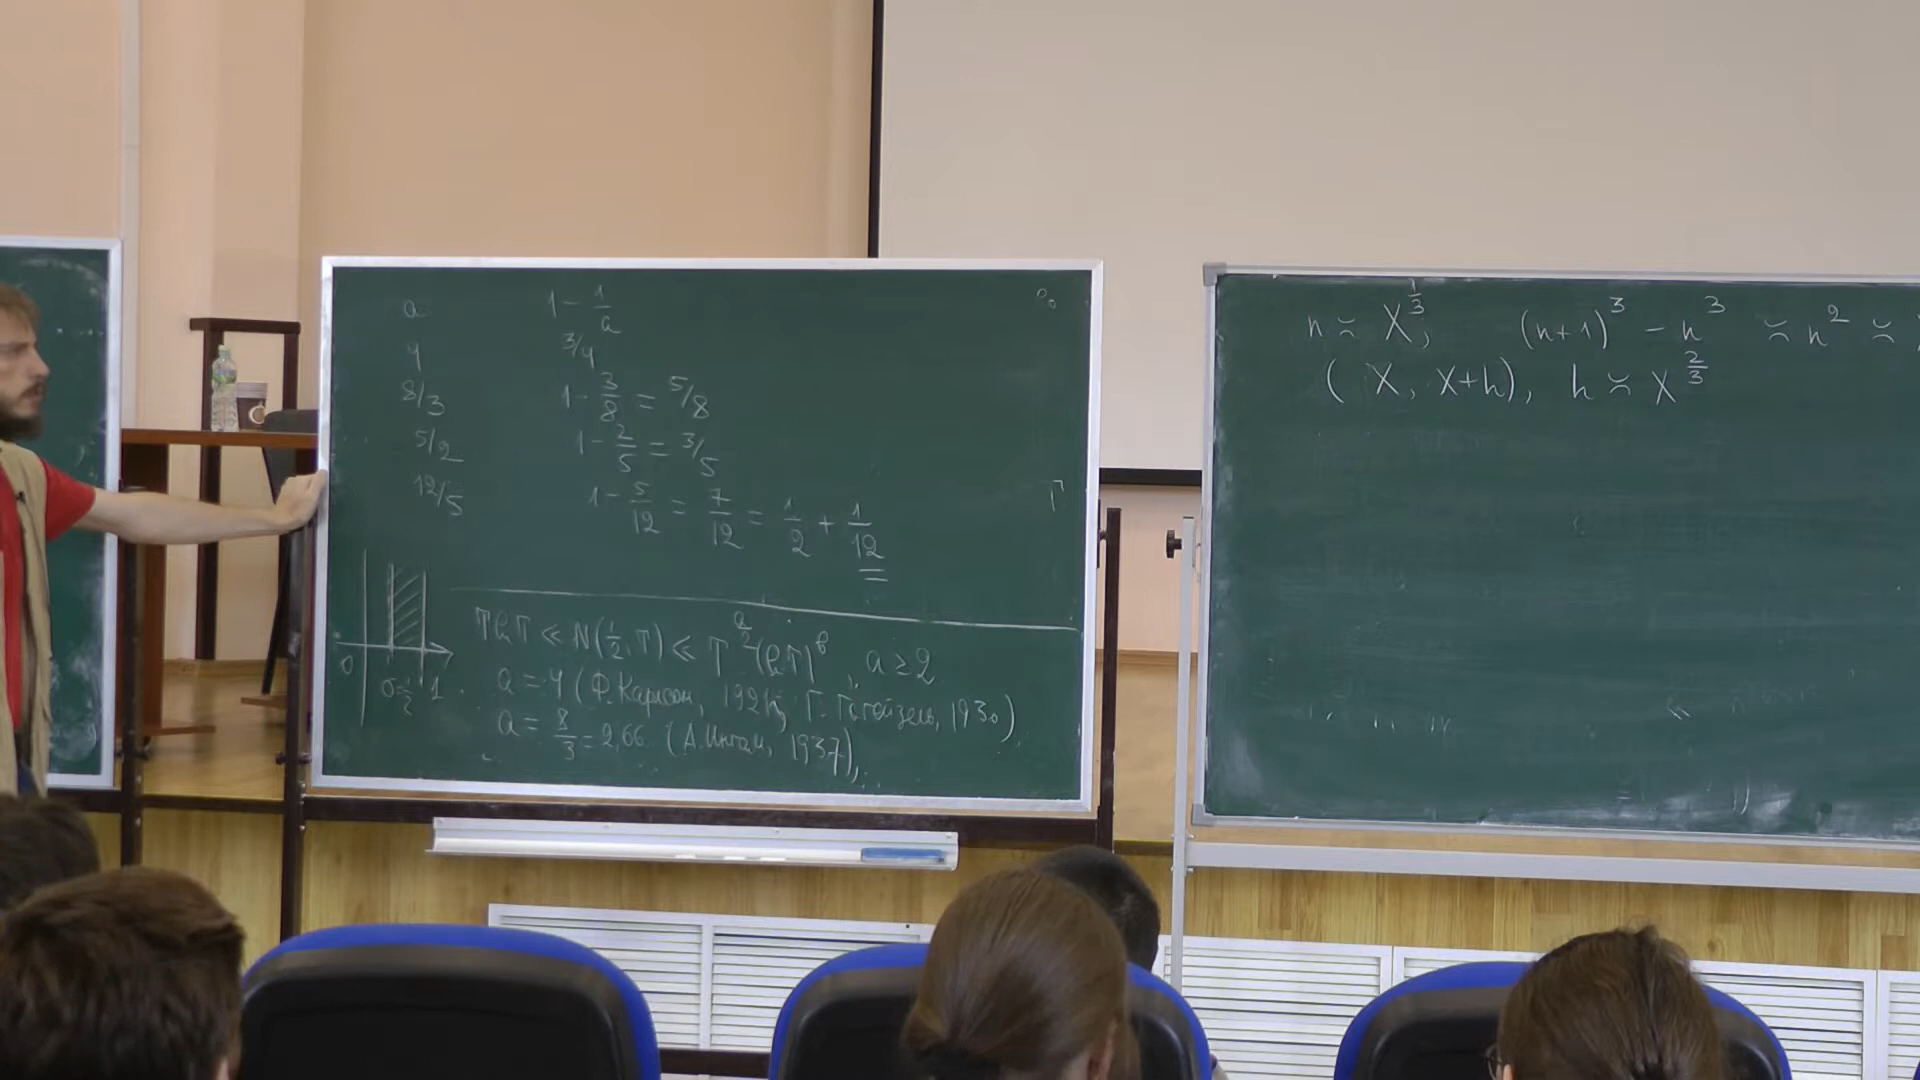 a 1 - 1/a
4 3/4
8/3 1 - 3/8 = 5/8
5/2 1 - 2/5 = 3/5
12/5 1 - 5/12 = 7/12 = 1/2 + 1/12
T ln T ≪ N(1/2, T) ≪ T^{a/2} (ln T)^b, a ≥ 2
a = 4 (Ф. Карлсон, Г. Гогейзель, 1930)
a = 8/3 = 2,66.. (А. Ингам, 1937),
0 σ=1/2 1
n ≍ X^{1/3}, (n+1)^3 - n^3 ≍ n^2 ≍
(X, X+h), h ≍ X^{2/3}